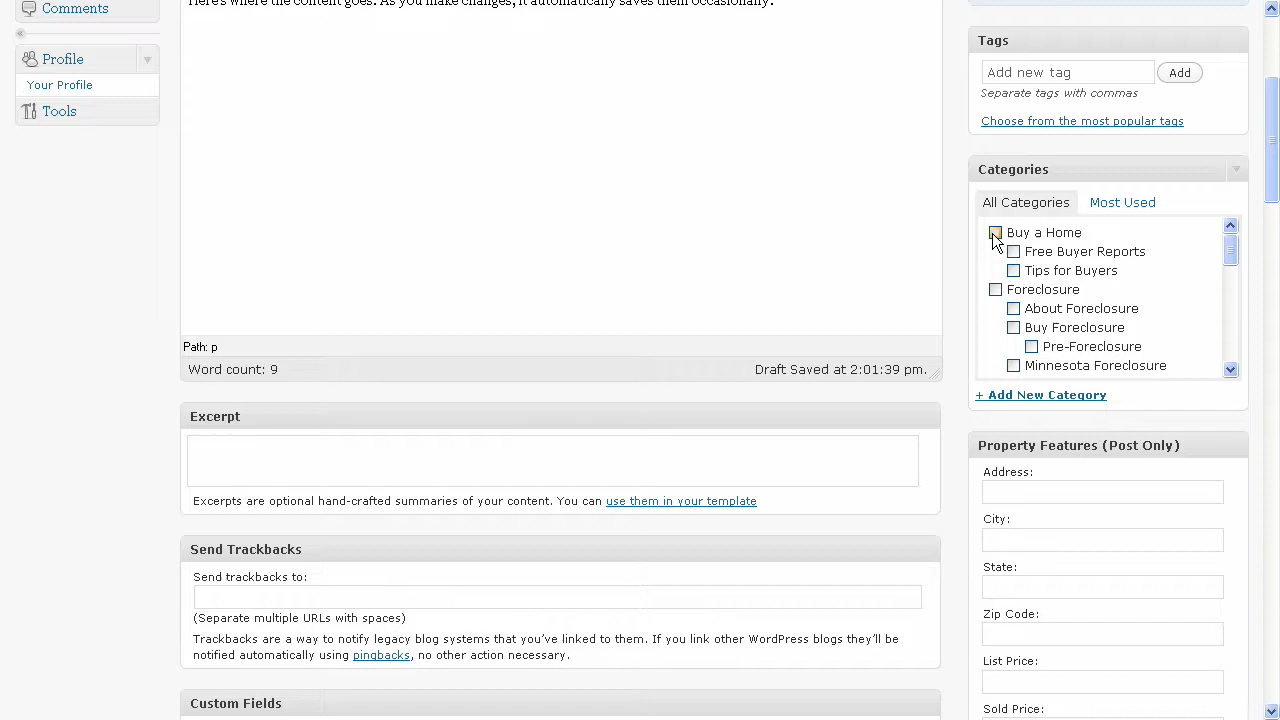 Comments
Profile
Your Profile
Tools
Here's where the content goes. As you make changes, it automatically saves them occasionally.
Path: p
Word count: 9
Draft Saved at 2:01:39 pm.
Excerpt
Excerpts are optional hand-crafted summaries of your content. You can use them in your template
Send Trackbacks
Send trackbacks to:
(Separate multiple URLs with spaces)
Trackbacks are a way to notify legacy blog systems that you've linked to them. If you link other WordPress blogs they'll
be notified automatically using pingbacks, no other action necessary.
Custom Fields
Tags
Add new tag
Add
Separate tags with commas
Choose from the most popular tags
Categories
All Categories
Most Used
Buy a Home
Free Buyer Reports
Tips for Buyers
Foreclosure
About Foreclosure
Buy Foreclosure
Pre-Foreclosure
Minnesota Foreclosure
+ Add New Category
Property Features (Post Only)
Address:
City:
State:
Zip Code:
List Price:
Sold Price: